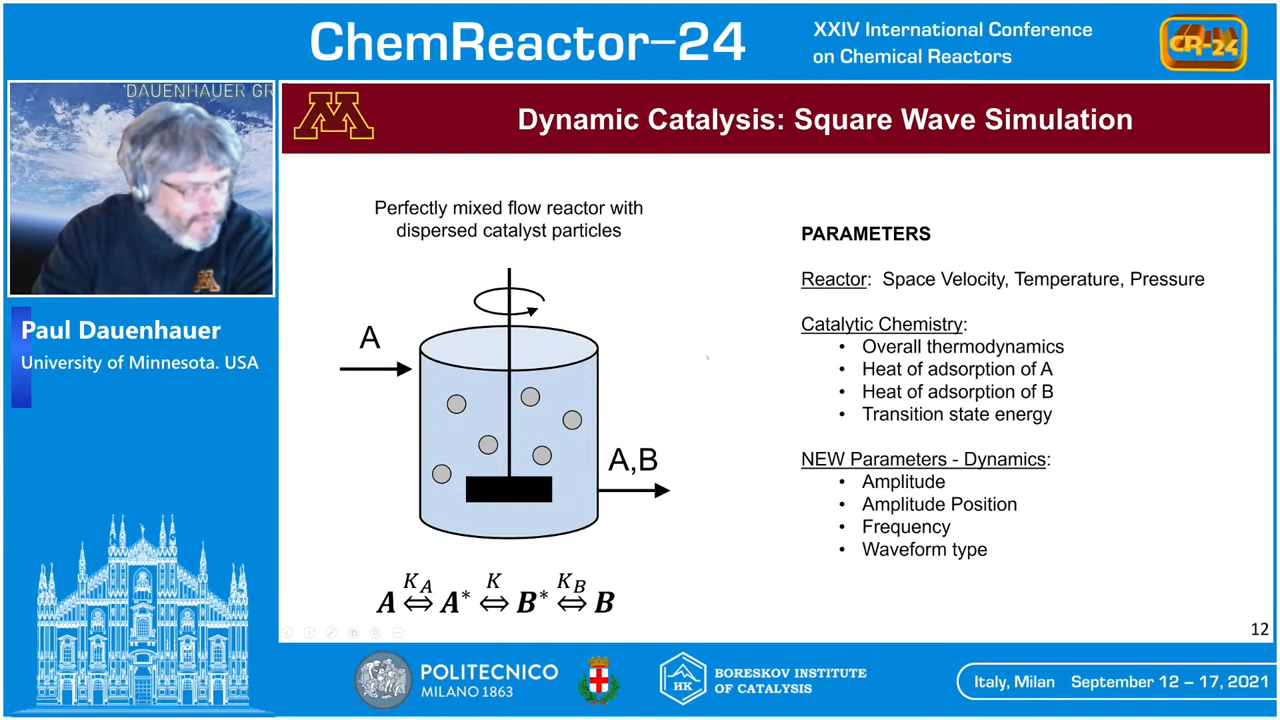 ChemReactor-24
XXIV International Conference
on Chemical Reactors
CR-24
DAUENHAUER GR
M
Dynamic Catalysis: Square Wave Simulation
Paul Dauenhauer
University of Minnesota. USA
Perfectly mixed flow reactor with
dispersed catalyst particles
A
A,B
K_A K K_B
A ⇔ A* ⇔ B* ⇔ B
PARAMETERS
Reactor: Space Velocity, Temperature, Pressure
Catalytic Chemistry:
• Overall thermodynamics
• Heat of adsorption of A
• Heat of adsorption of B
• Transition state energy
NEW Parameters - Dynamics:
• Amplitude
• Amplitude Position
• Frequency
• Waveform type
12
POLITECNICO
MILANO 1863
НК
BORESKOV INSTITUTE
OF CATALYSIS
Italy, Milan September 12 – 17, 2021